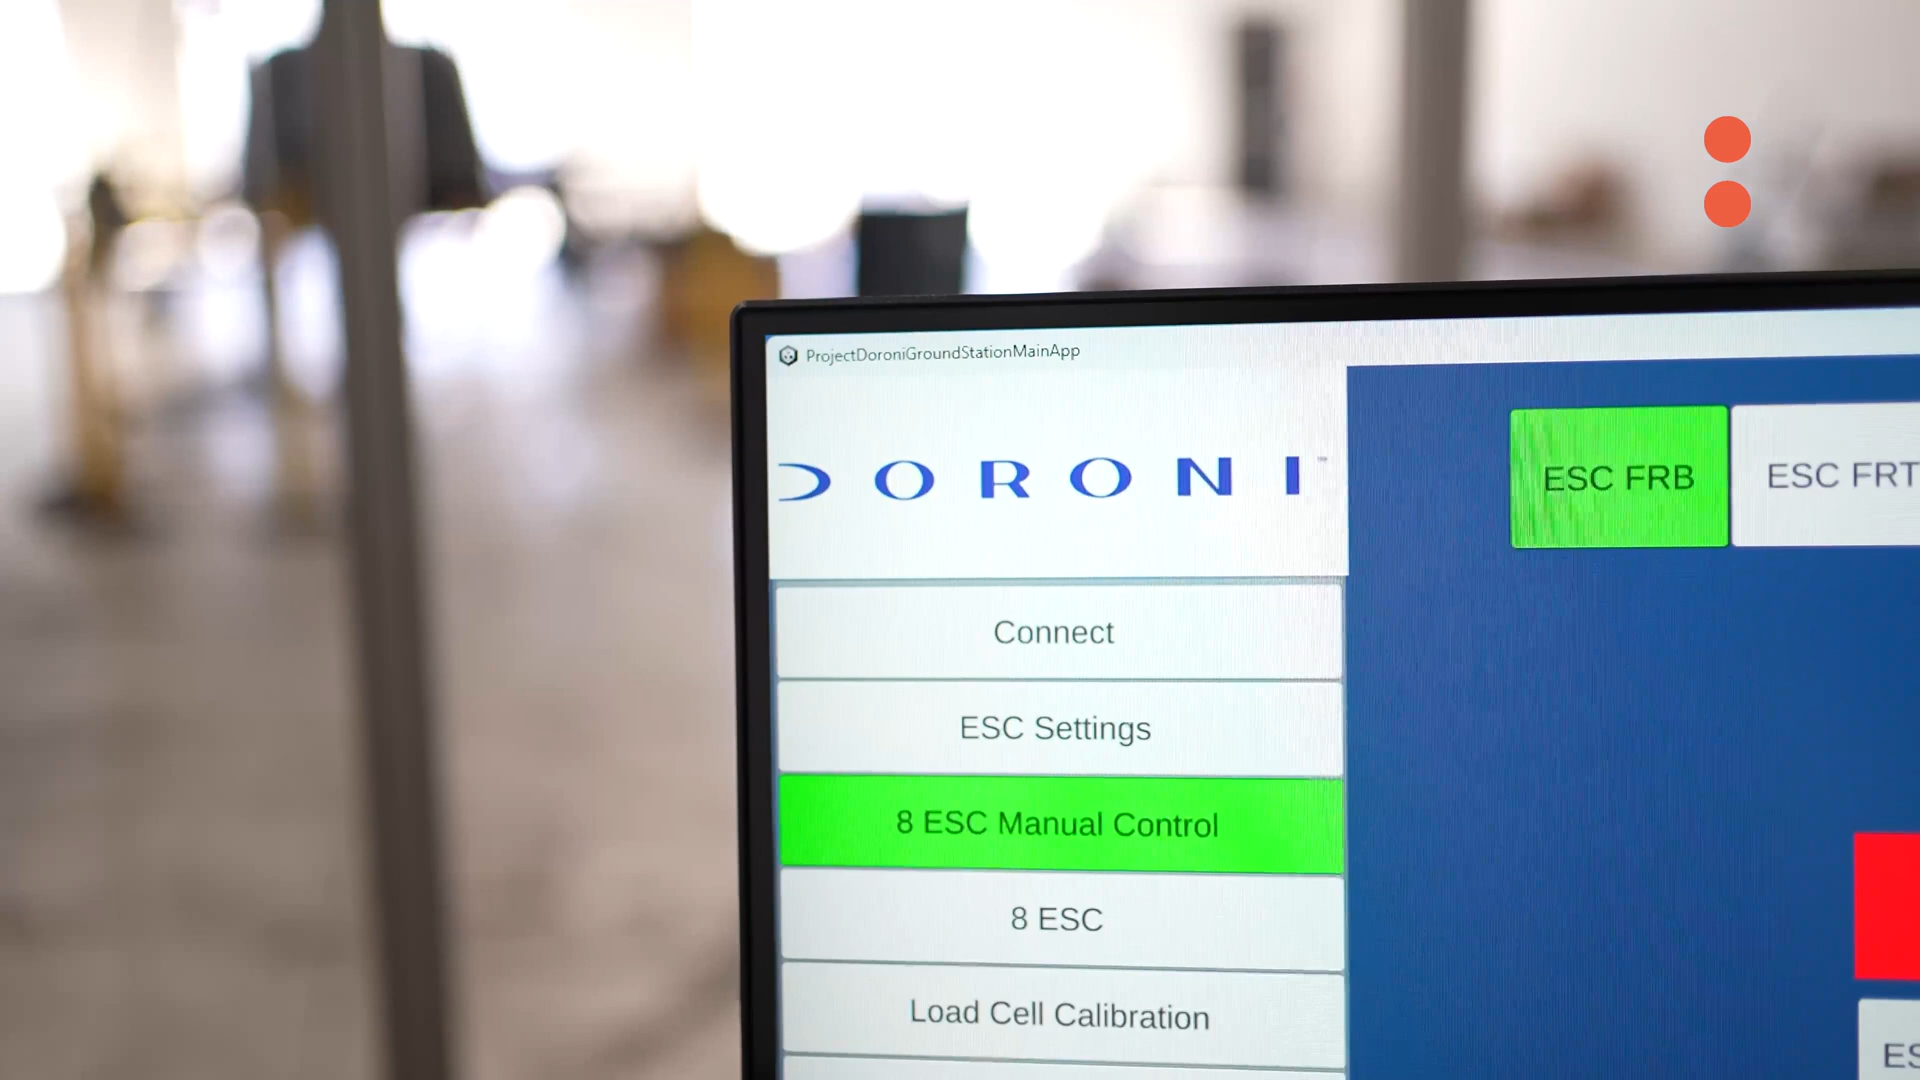 ProjectDoroniGroundStationMainApp
DORONI
ESC FRB
ESC FRT
Connect
ESC Settings
8 ESC Manual Control
8 ESC
Load Cell Calibration